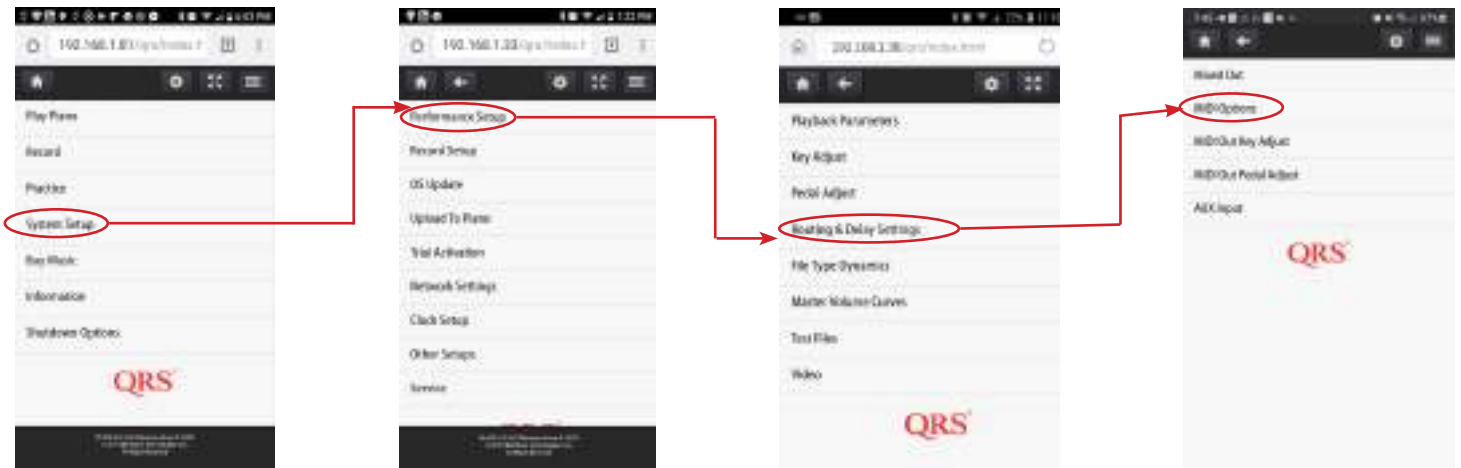 Play Piano
Record
Practice
System Setup
Buy Music
Information
Shutdown Options
QRS
Performance Setup
Record Setup
OS Update
Upload To Piano
Trial Activation
Network Settings
Clock Setup
Other Setups
Service
Playback Parameters
Key Adjust
Pedal Adjust
Routing & Delay Settings
File Type Dynamics
Master Volume Curves
Test Files
Video
QRS
Mixed Out
MIDI Options
MIDI Out Key Adjust
MIDI Out Pedal Adjust
AUX Input
QRS